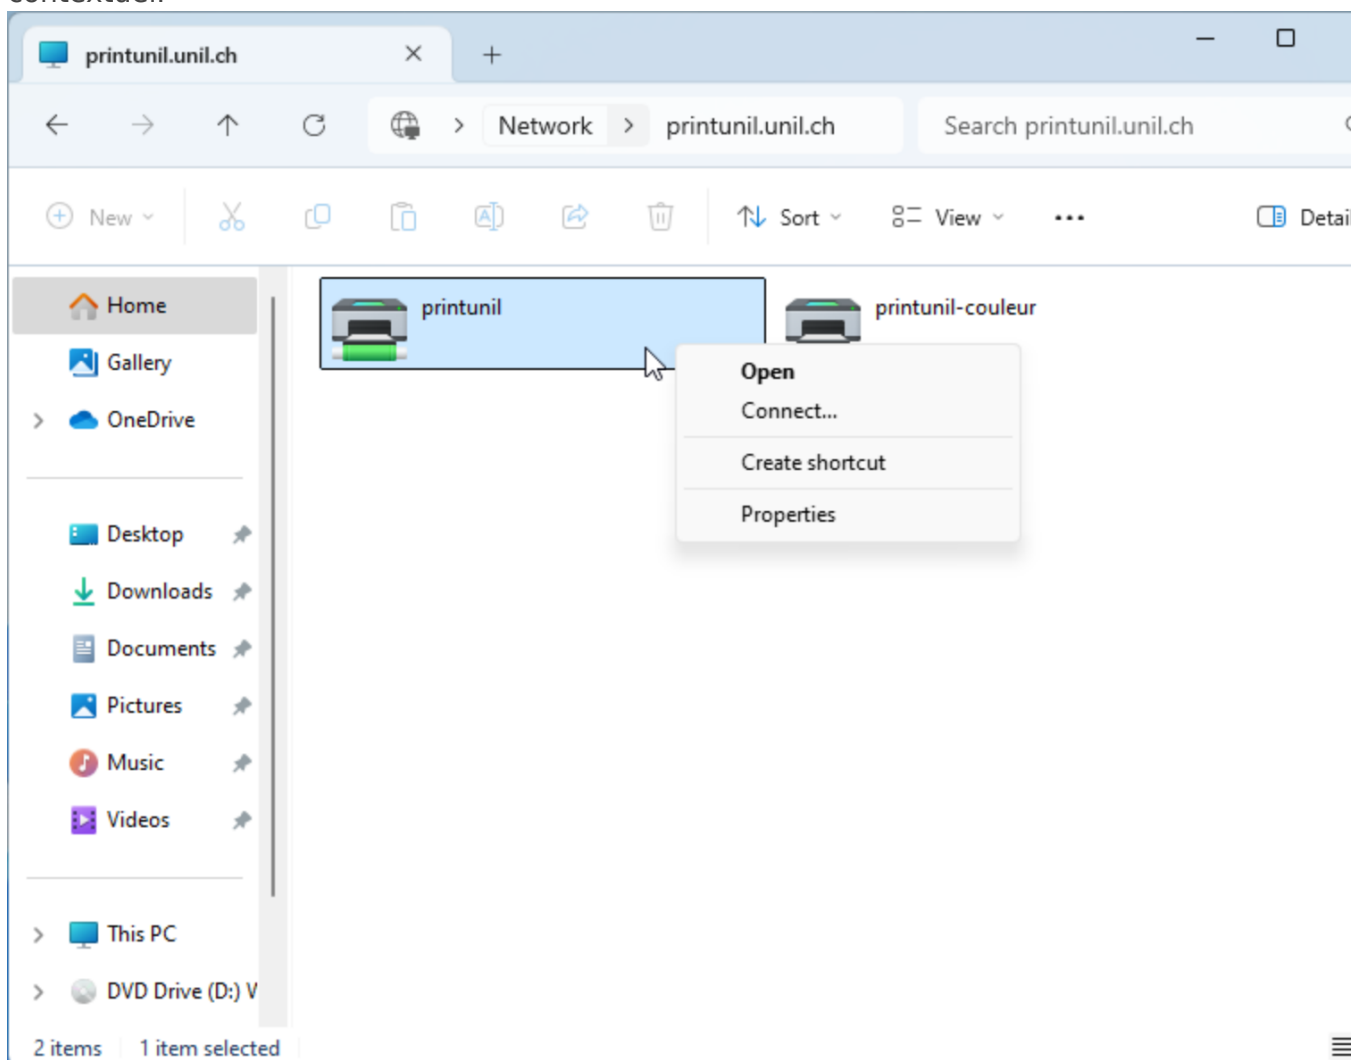 contextuel.
printunil.unil.ch
Network > printunil.unil.ch
Search printunil.unil.ch
New
Sort
View
Detail
Home
Gallery
OneDrive
Desktop
Downloads
Documents
Pictures
Music
Videos
This PC
DVD Drive (D:) V
printunil
printunil-couleur
Open
Connect...
Create shortcut
Properties
2 items
1 item selected